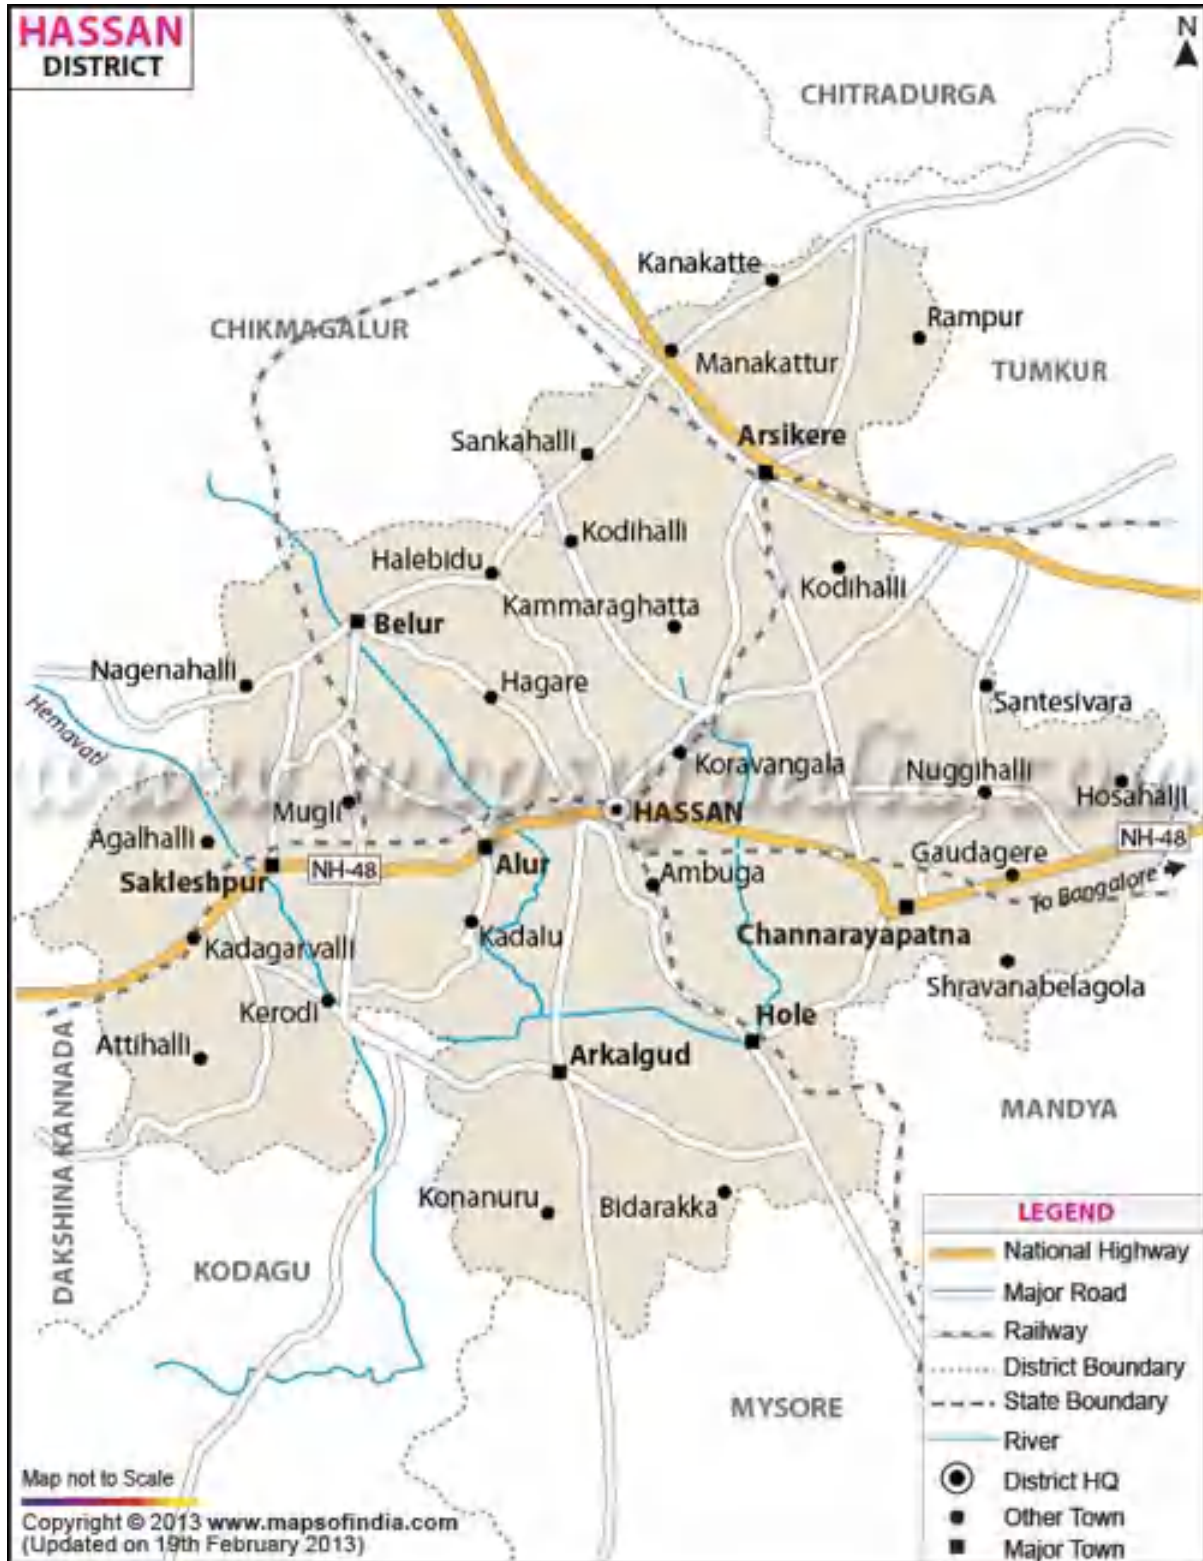 HASSAN
DISTRICT
N
CHITRADURGA
Kanakatte
Rampur
CHIKMAGALUR
Manakattur
TUMKUR
Arsikere
Sankahalli
Kodihalli
Halebidu
Kodihalli
Kammaraghatta
Belur
Nagenahalli
Hagare
Santesivara
Hemavati
Koravangala
Nuggihalli
Hosahalli
Mugli
HASSAN
Agalhalli
NH-48
Gaudagere
Sakleshpur
NH-48
Alur
Ambuga
To Bangalore
Kadalu
Channarayapatna
Kadagarvalli
Shravanabelagola
Kerodi
Hole
Attihalli
Arkalgud
DAKSHINA KANNADA
MANDYA
Konanuru
Bidarakka
KODAGU
MYSORE
LEGEND
National Highway
Major Road
Railway
District Boundary
State Boundary
River
District HQ
Other Town
Major Town
Map not to Scale
Copyright © 2013 www.mapsofindia.com
(Updated on 19th February 2013)